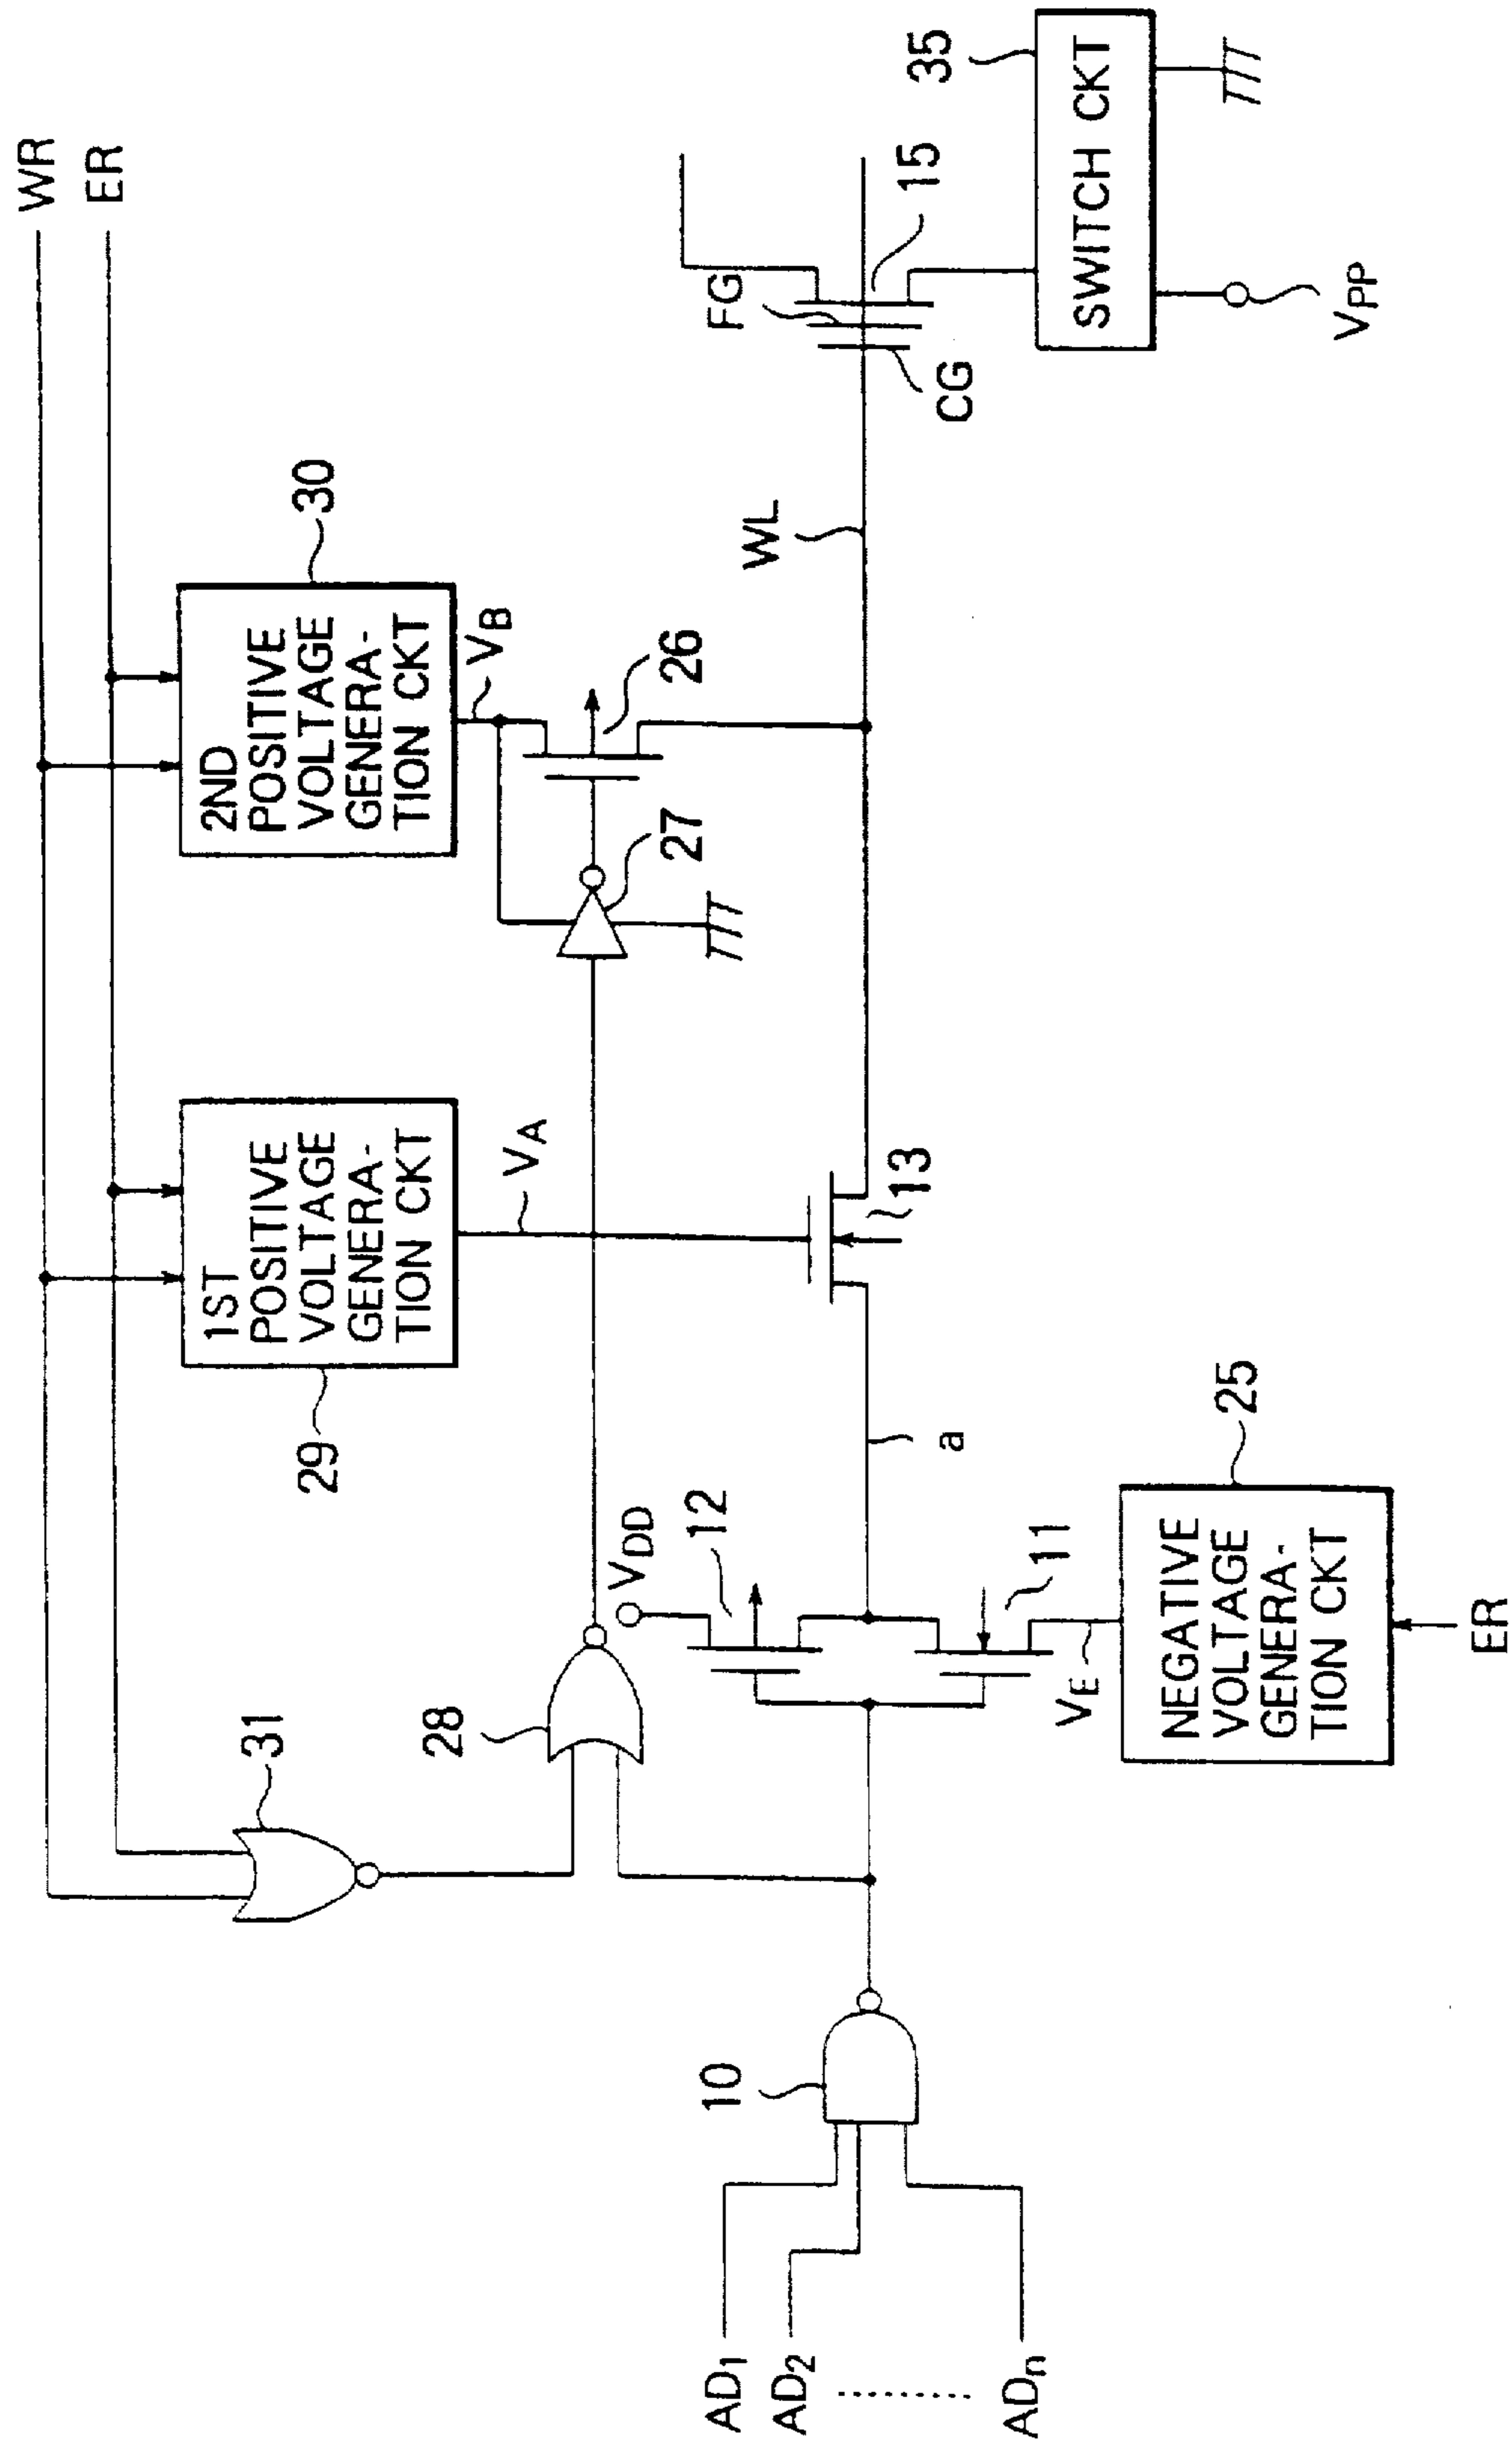 WR
ER
30
2ND
POSITIVE
VOLTAGE
GENERA-
TION CKT
VB
26
27
1ST
POSITIVE
VOLTAGE
GENERA-
TION CKT
29
VA
31
28
VDD
12
11
VE
a
13
WL
FG
CG
15
35
SWITCH CKT
VPP
25
NEGATIVE
VOLTAGE
GENERA-
TION CKT
ER
10
AD1
AD2
ADn